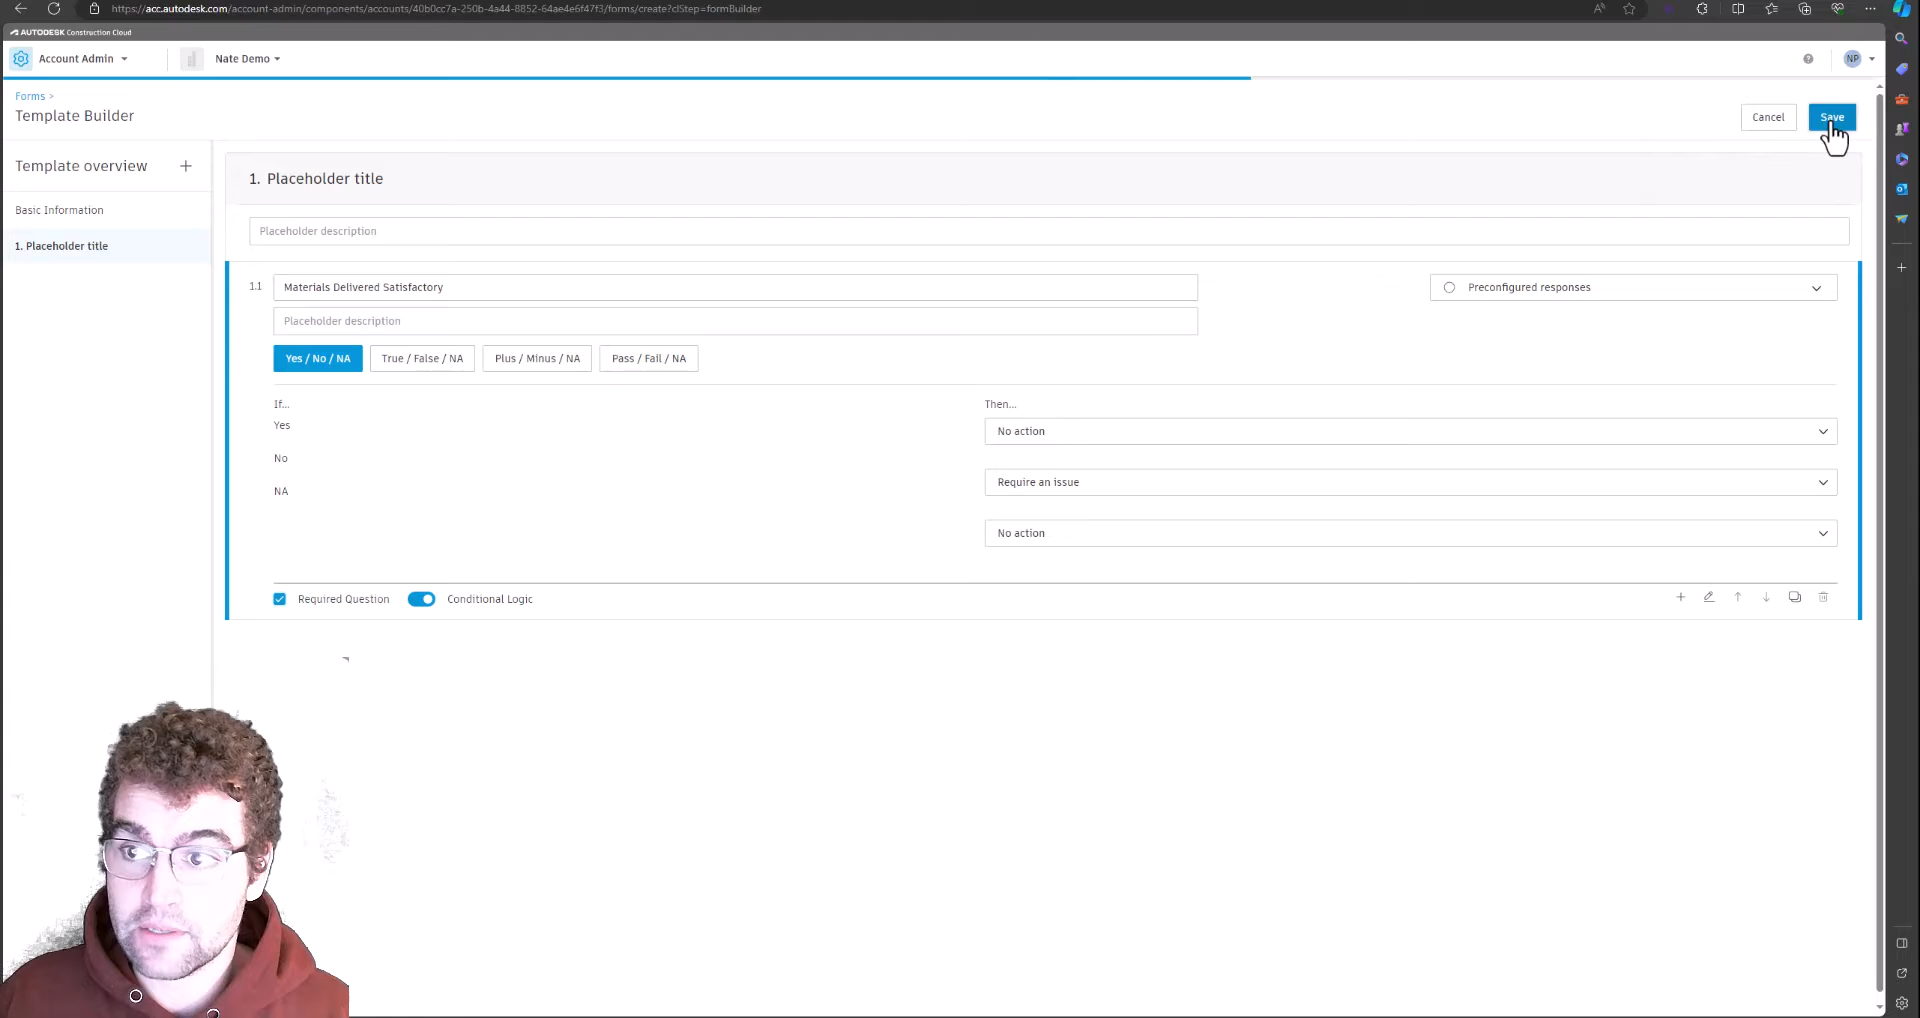 https://acc.autodesk.com/account-admin/components/accounts/40b0cc7a-250b-4a44-8852-64ae4e6f47f3/forms/create?clStep=formBuilder
AUTODESK Construction Cloud
Account Admin
Nate Demo
NP
Forms >
Template Builder
Cancel
Save
Template overview
Basic Information
1. Placeholder title
1. Placeholder title
Placeholder description
1.1
Materials Delivered Satisfactory
Preconfigured responses
Placeholder description
Yes / No / NA
True / False / NA
Plus / Minus / NA
Pass / Fail / NA
If...
Then...
Yes
No action
No
Require an issue
NA
No action
Required Question
Conditional Logic